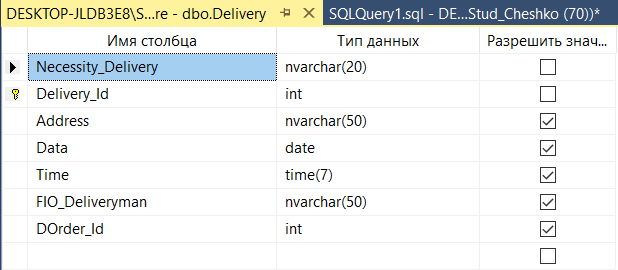 DESKTOP-JLDB3E8\S...re - dbo.Delivery SQLQuery1.sql - DE...Stud_Cheshko (70))*
Имя столбца Тип данных Разрешить знач...
Necessity_Delivery nvarchar(20)
Delivery_Id int
Address nvarchar(50)
Data date
Time time(7)
FIO_Deliveryman nvarchar(50)
DOrder_Id int